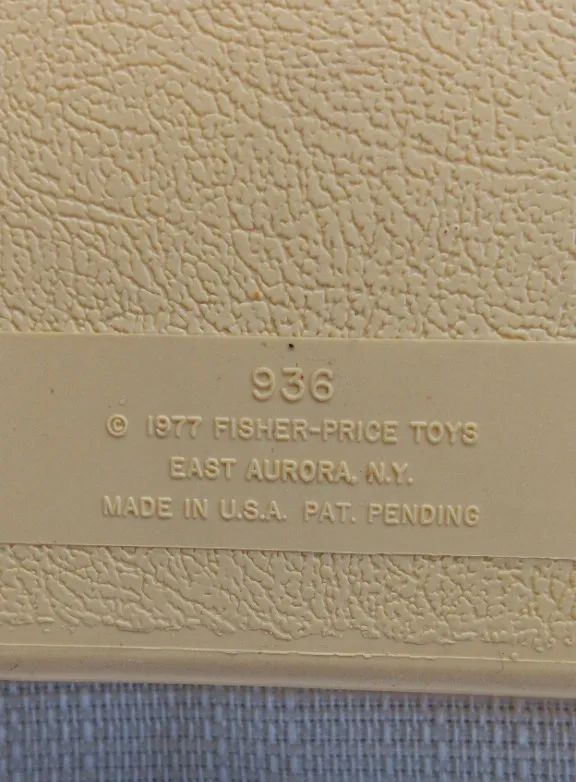 936
© 1977 FISHER-PRICE TOYS
EAST AURORA, N.Y.
MADE IN U.S.A. PAT. PENDING